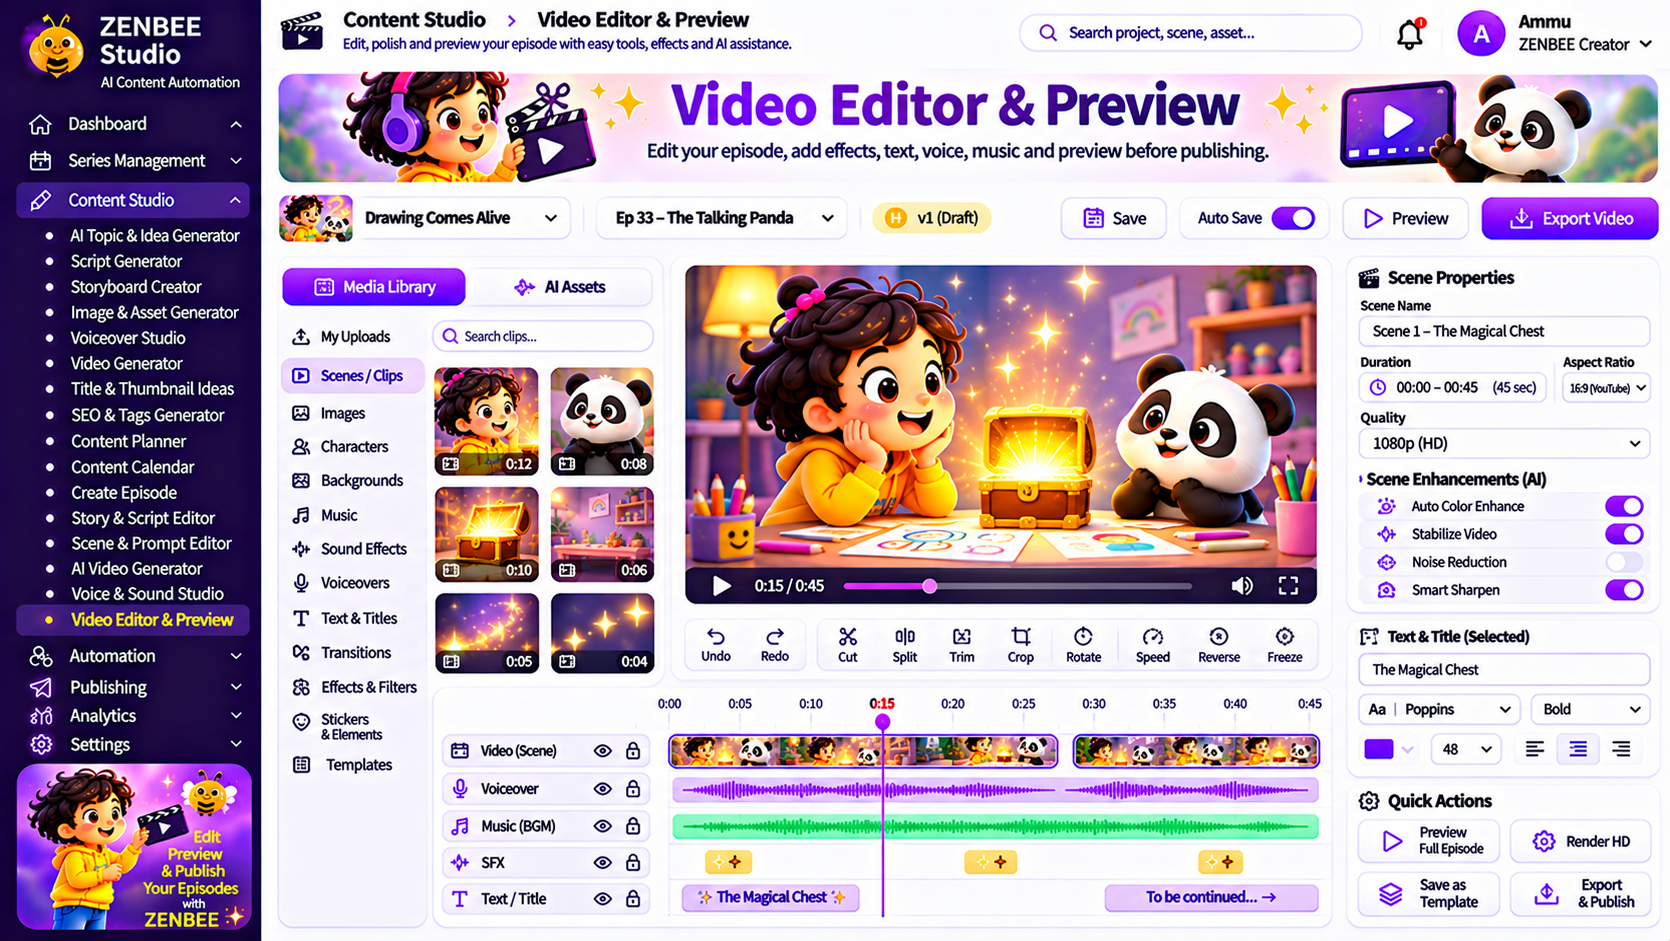 ZENBEE
Studio
AI Content Automation
Dashboard
Series Management
Content Studio
AI Topic & Idea Generator
Script Generator
Storyboard Creator
Image & Asset Generator
Voiceover Studio
Video Generator
Title & Thumbnail Ideas
SEO & Tags Generator
Content Planner
Content Calendar
Create Episode
Story & Script Editor
Scene & Prompt Editor
AI Video Generator
Voice & Sound Studio
Video Editor & Preview
Automation
Publishing
Analytics
Settings
Edit
Preview
& Publish
Your Episodes
with
ZENBEE
Content Studio > Video Editor & Preview
Edit, polish and preview your episode with easy tools, effects and AI assistance.
Search project, scene, asset...
A
Ammu
ZENBEE Creator
Video Editor & Preview
Edit your episode, add effects, text, voice, music and preview before publishing.
Drawing Comes Alive
Ep 33 – The Talking Panda
H v1 (Draft)
Save
Auto Save
Preview
Export Video
Media Library
AI Assets
My Uploads
Scenes / Clips
Images
Characters
Backgrounds
Music
Sound Effects
Voiceovers
Text & Titles
Transitions
Effects & Filters
Stickers
& Elements
Templates
Search clips...
0:12
0:08
0:10
0:06
0:05
0:04
0:15 / 0:45
Undo
Redo
Cut
Split
Trim
Crop
Rotate
Speed
Reverse
Freeze
0:00 0:05 0:10 0:15 0:20 0:25 0:30 0:35 0:40 0:45
Video (Scene)
Voiceover
Music (BGM)
SFX
Text / Title
The Magical Chest
To be continued... →
Scene Properties
Scene Name
Scene 1 – The Magical Chest
Duration
00:00 – 00:45 (45 sec)
Aspect Ratio
16:9 (YouTube)
Quality
1080p (HD)
Scene Enhancements (AI)
Auto Color Enhance
Stabilize Video
Noise Reduction
Smart Sharpen
Text & Title (Selected)
The Magical Chest
Aa | Poppins
Bold
48
Quick Actions
Preview
Full Episode
Render HD
Save as
Template
Export
& Publish